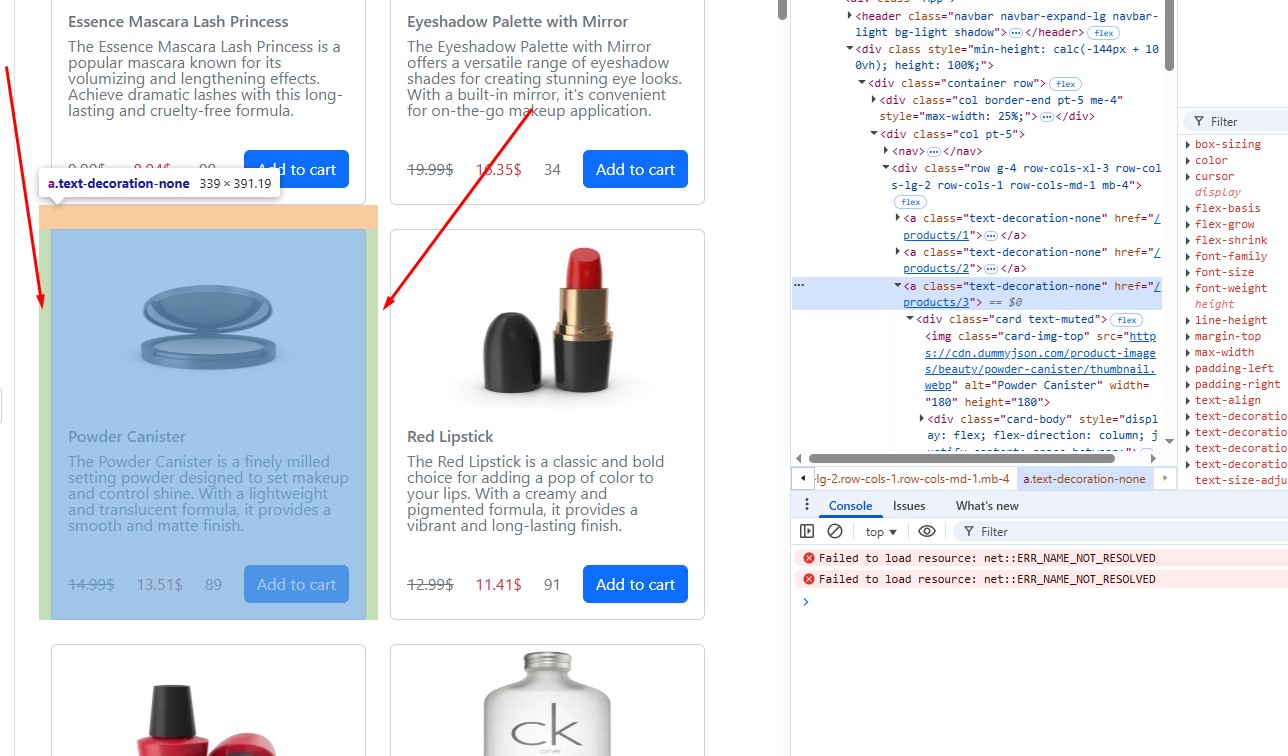 Essence Mascara Lash Princess
The Essence Mascara Lash Princess is a
popular mascara known for its
volumizing and lengthening effects.
Achieve dramatic lashes with this long-
lasting and cruelty-free formula.
Add to cart
Eyeshadow Palette with Mirror
The Eyeshadow Palette with Mirror
offers a versatile range of eyeshadow
shades for creating stunning eye looks.
With a built-in mirror, it's convenient
for on-the-go makeup application.
19.99$ 16.35$ 34 Add to cart
a.text-decoration-none 339 × 391.19
Powder Canister
The Powder Canister is a finely milled
setting powder designed to set makeup
and control shine. With a lightweight
and translucent formula, it provides a
smooth and matte finish.
14.99$ 13.51$ 89 Add to cart
Red Lipstick
The Red Lipstick is a classic and bold
choice for adding a pop of color to
your lips. With a creamy and
pigmented formula, it provides a
vibrant and long-lasting finish.
12.99$ 11.41$ 91 Add to cart
ck
one
<header class="navbar navbar-expand-lg navbar-
light bg-light shadow"> ⋯ </header> flex
<div class style="min-height: calc(-144px + 10
0vh); height: 100%;">
<div class="container row"> flex
<div class="col border-end pt-5 me-4"
style="max-width: 25%;"> ⋯ </div>
<div class="col pt-5">
<nav> ⋯ </nav>
<div class="row g-4 row-cols-xl-3 row-col
s-lg-2 row-cols-1 row-cols-md-1 mb-4">
flex
<a class="text-decoration-none" href="/
products/1"> ⋯ </a>
<a class="text-decoration-none" href="/
products/2"> ⋯ </a>
<a class="text-decoration-none" href="/
products/3"> == $0
<div class="card text-muted"> flex
<img class="card-img-top" src="http
s://cdn.dummyjson.com/product-image
s/beauty/powder-canister/thumbnail.
webp" alt="Powder Canister" width=
"180" height="180">
<div class="card-body" style="displ
ay: flex; flex-direction: column; j
-lg-2.row-cols-1.row-cols-md-1.mb-4 a.text-decoration-none
Filter
box-sizing
color
cursor
display
flex-basis
flex-grow
flex-shrink
font-family
font-size
font-weight
height
line-height
margin-top
max-width
padding-left
padding-right
text-align
text-decoratio
text-decoratio
text-decoratio
text-decoratio
text-size-adju
Console Issues What's new
top Filter
Failed to load resource: net::ERR_NAME_NOT_RESOLVED
Failed to load resource: net::ERR_NAME_NOT_RESOLVED